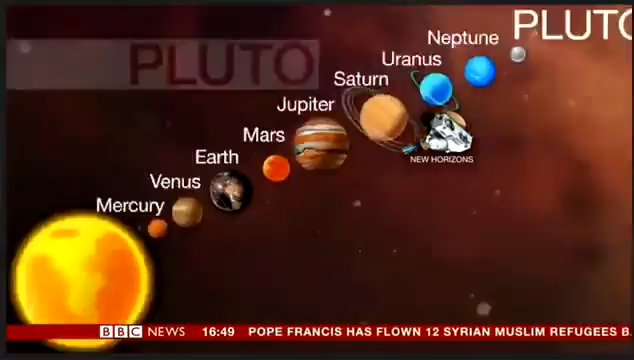 PLUTO
PLUTO
Neptune
Uranus
Saturn
Jupiter
Mars
NEW HORIZONS
Earth
Venus
Mercury
BBC NEWS 16:49 POPE FRANCIS HAS FLOWN 12 SYRIAN MUSLIM REFUGEES B